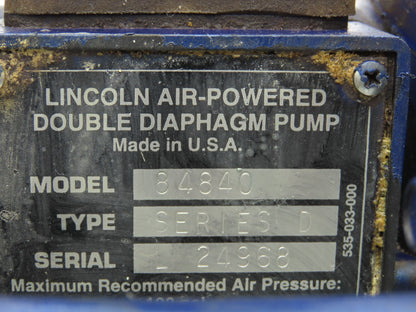 LINCOLN AIR-POWERED
DOUBLE DIAPHAGM PUMP
Made in U.S.A.
MODEL 84840
TYPE SERIES D
SERIAL L 24968
Maximum Recommended Air Pressure:
535-033-000